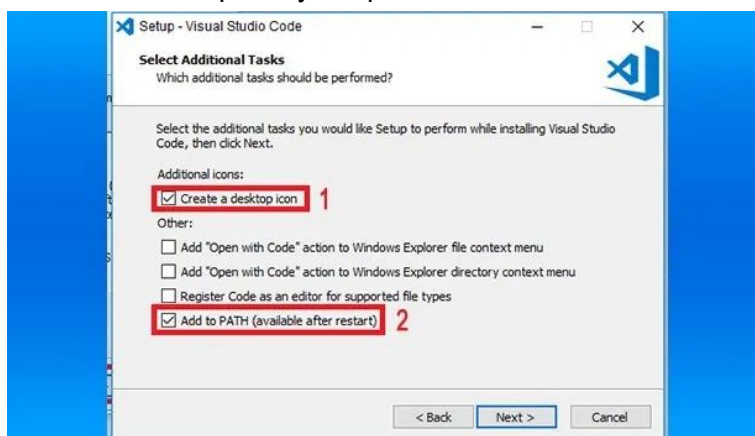 Setup - Visual Studio Code
Select Additional Tasks
Which additional tasks should be performed?
Select the additional tasks you would like Setup to perform while installing Visual Studio
Code, then click Next.
Additional icons:
Create a desktop icon 1
Other:
Add "Open with Code" action to Windows Explorer file context menu
Add "Open with Code" action to Windows Explorer directory context menu
Register Code as an editor for supported file types
Add to PATH (available after restart) 2
< Back Next > Cancel